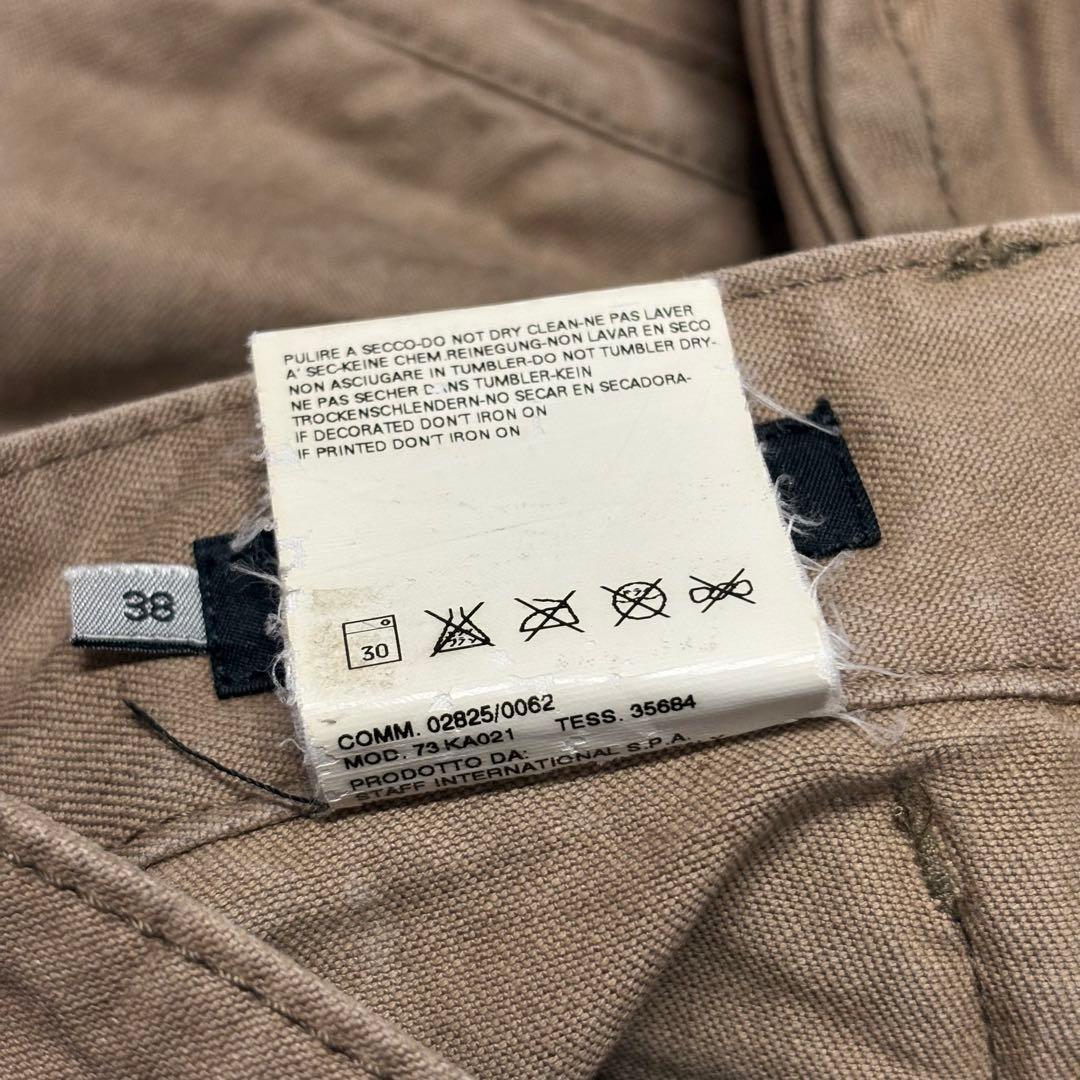 PULIRE A SECCO-DO NOT DRY CLEAN-NE PAS LAVER
A' SEC-KEINE CHEM.REINEGUNG-NON LAVAR EN SECO
NON ASCIUGARE IN TUMBLER-DO NOT TUMBLER DRY-
NE PAS SECHER DANS TUMBLER-KEIN
TROCKENSCHLENDERN-NO SECAR EN SECADORA-
IF DECORATED DON'T IRON ON
IF PRINTED DON'T IRON ON
38
30
COMM. 02825/0062
MOD. 73 KA021 TESS. 35684
PRODOTTO DA:
STAFF INTERNATIONAL S.P.A.